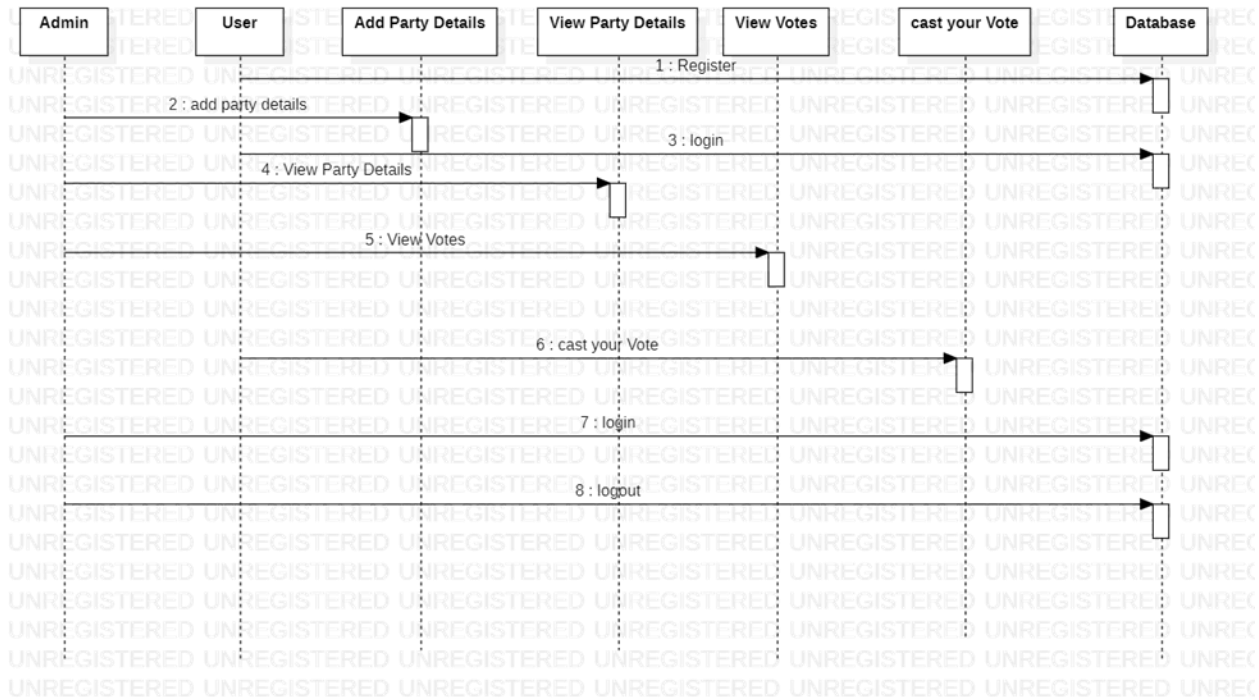 Admin
User
Add Party Details
View Party Details
View Votes
cast your Vote
Database
1 : Register
2 : add party details
3 : login
4 : View Party Details
5 : View Votes
6 : cast your Vote
7 : login
8 : logout
UNREGISTERED